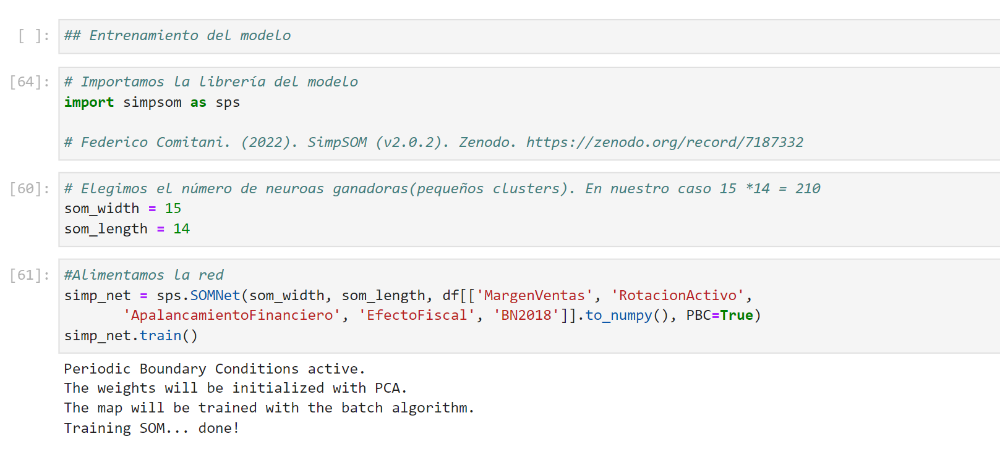 [ ]: ## Entrenamiento del modelo
[64]: # Importamos la librería del modelo
import simpsom as sps
# Federico Comitani. (2022). SimpSOM (v2.0.2). Zenodo. https://zenodo.org/record/7187332
[60]: # Elegimos el número de neuroas ganadoras(pequeños clusters). En nuestro caso 15 *14 = 210
som_width = 15
som_length = 14
[61]: #Alimentamos la red
simp_net = sps.SOMNet(som_width, som_length, df[['MargenVentas', 'RotacionActivo',
'ApalancamientoFinanciero', 'EfectoFiscal', 'BN2018']].to_numpy(), PBC=True)
simp_net.train()
Periodic Boundary Conditions active.
The weights will be initialized with PCA.
The map will be trained with the batch algorithm.
Training SOM... done!